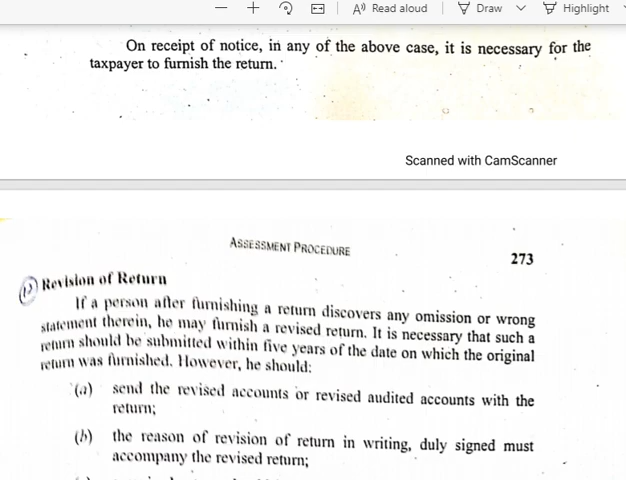 Read aloud
Draw
Highlight
On receipt of notice, in any of the above case, it is necessary for the
taxpayer to furnish the return.
Scanned with CamScanner
ASSESSMENT PROCEDURE
273
Revision of Return
If a person after furnishing a return discovers any omission or wrong
statement therein, he may furnish a revised return. It is necessary that such a
return should be submitted within five years of the date on which the original
return was furnished. However, he should:
(a) send the revised accounts or revised audited accounts with the
return;
(b) the reason of revision of return in writing, duly signed must
accompany the revised return;